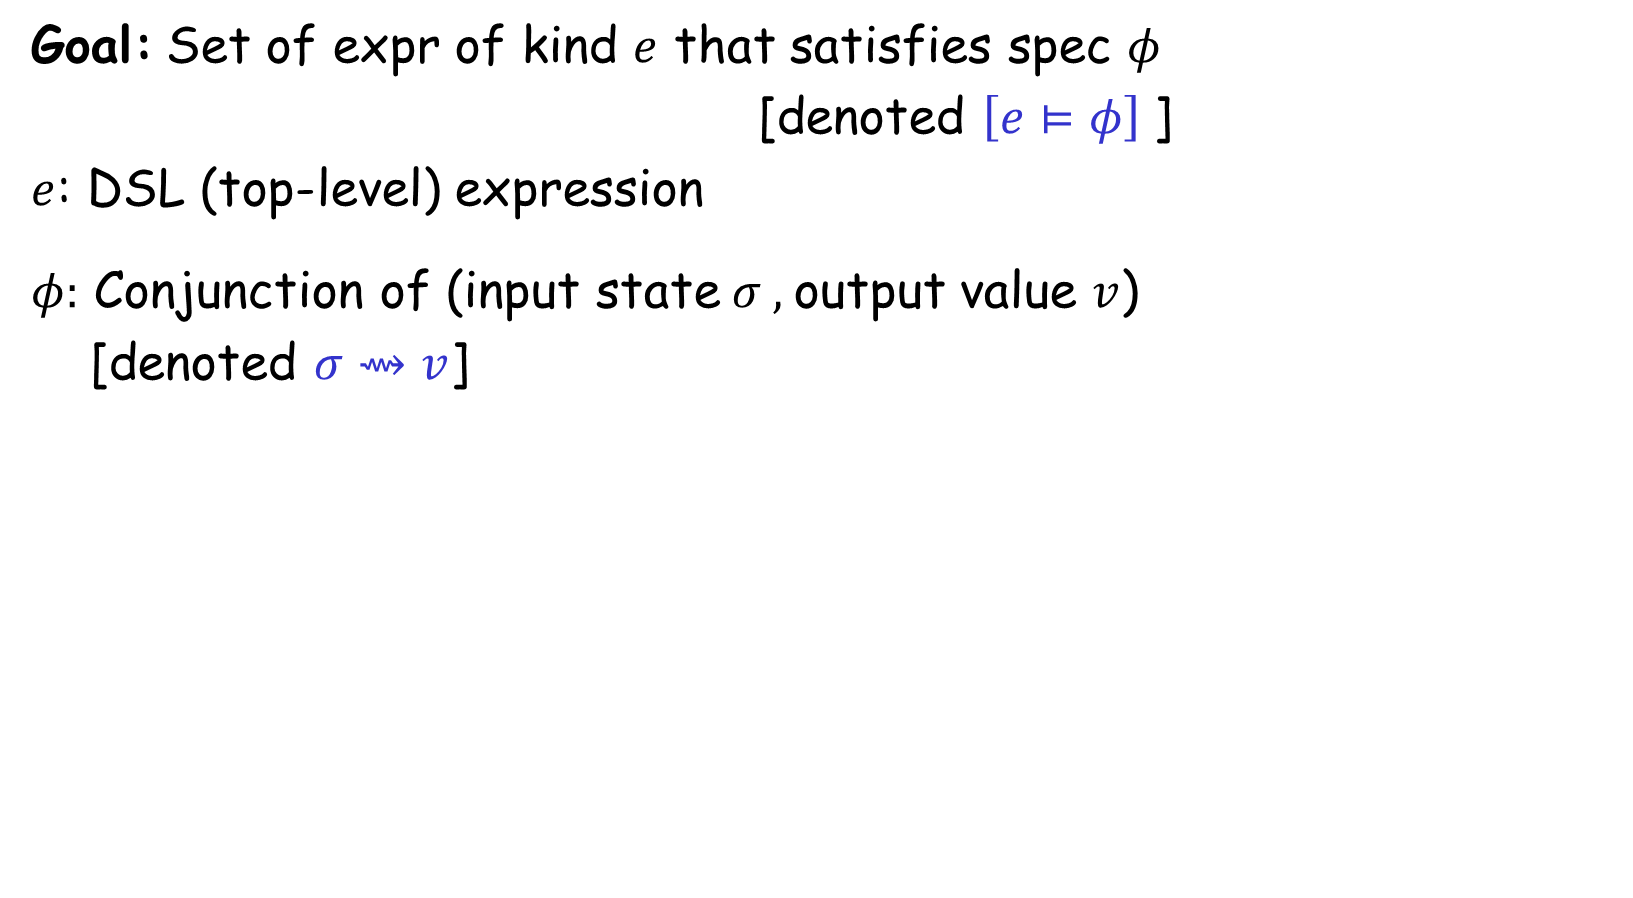 Goal: Set of expr of kind 𝑒 that satisfies spec 𝜙
[denoted [𝑒 ⊨ 𝜙] ]
𝑒: DSL (top-level) expression
𝜙: Conjunction of (input state 𝜎 , output value 𝑣)
[denoted 𝜎 ⇝ 𝑣]